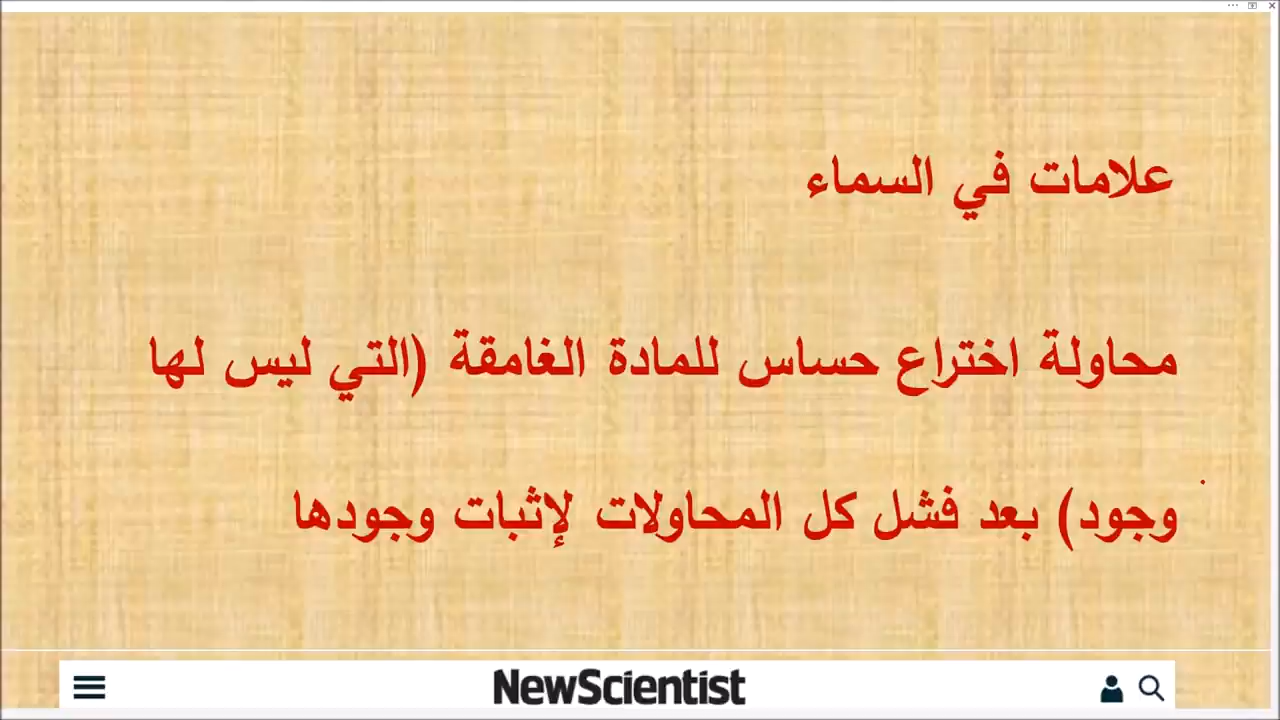 علامات في السماء
محاولة اختراع حساس للمادة الغامقة (التي ليس لها
وجود) بعد فشل كل المحاولات لإثبات وجودها
NewScientist